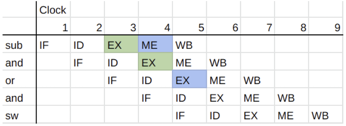 Clock
1 2 3 4 5 6 7 8 9
sub IF ID EX ME WB
and IF ID EX ME WB
or IF ID EX ME WB
and IF ID EX ME WB
sw IF ID EX ME WB